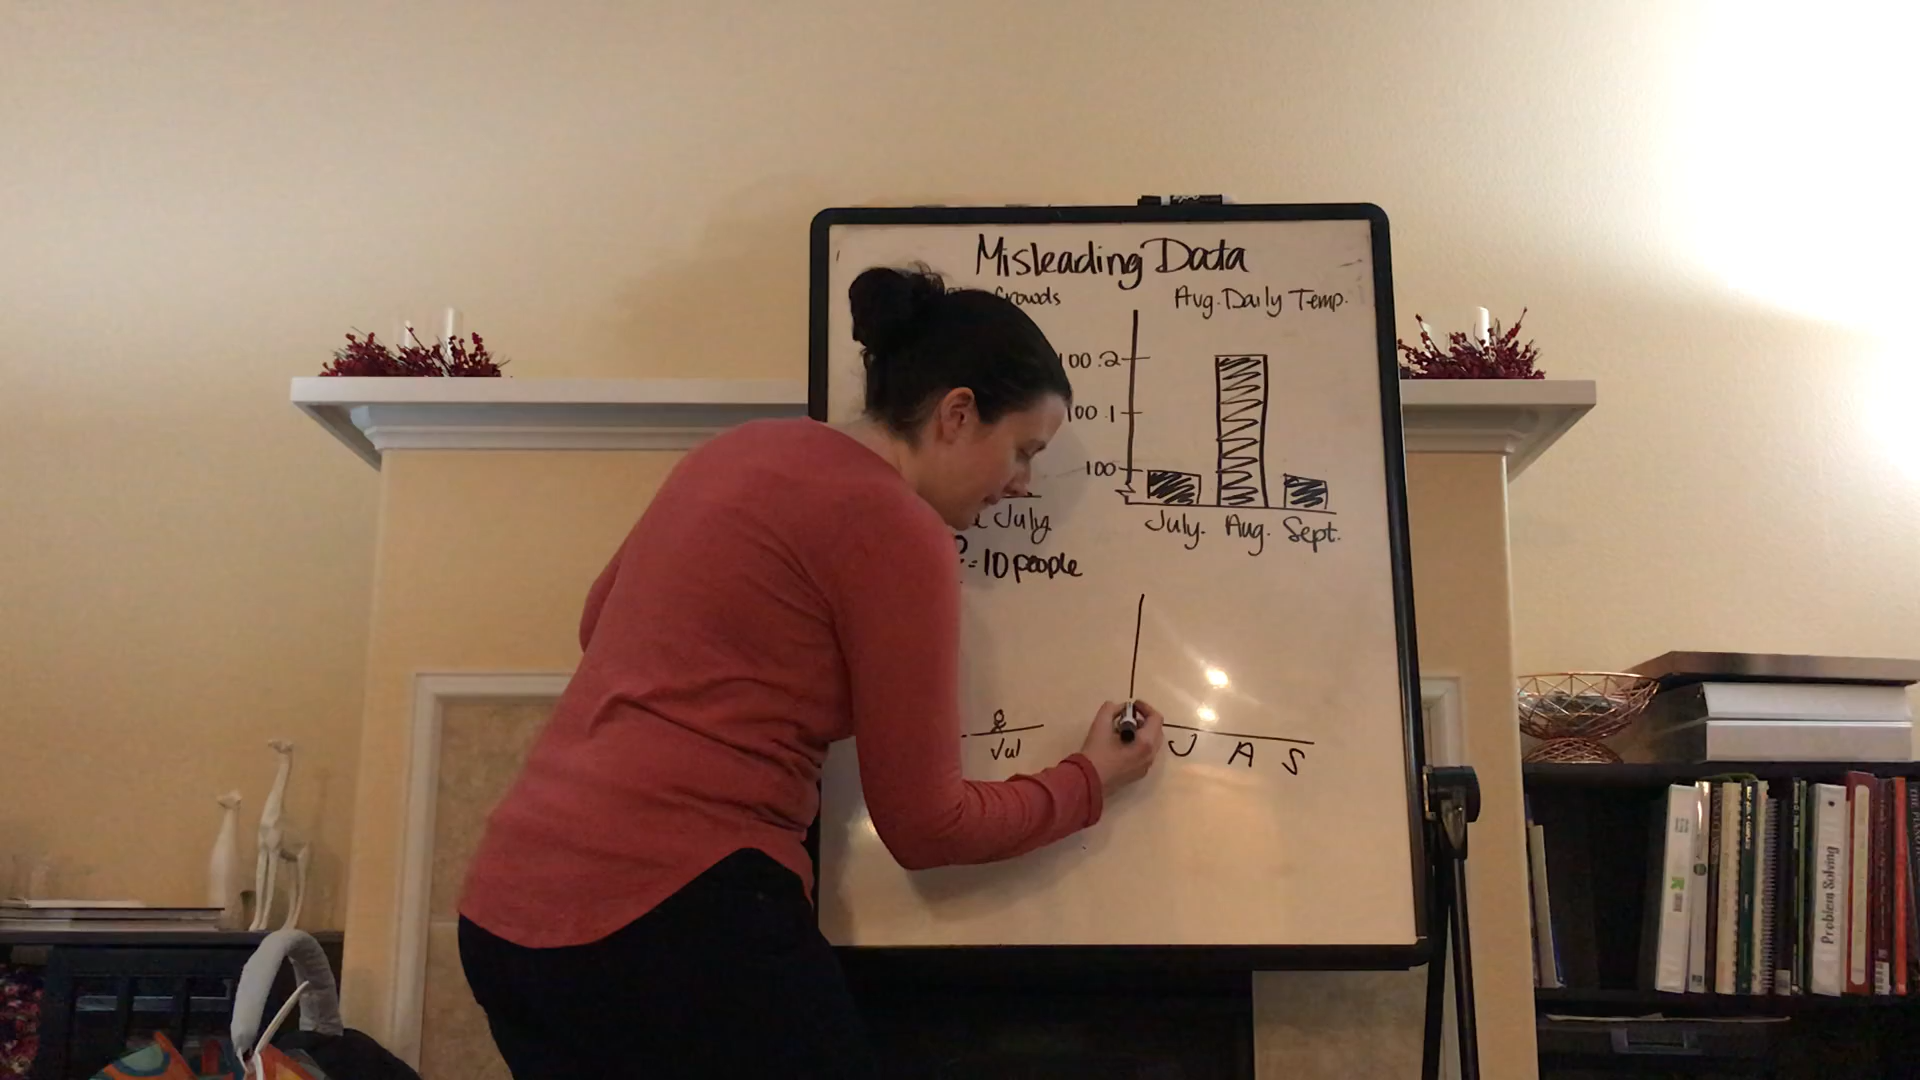 Misleading Data
Crowds
Avg. Daily Temp.
100.2
100.1
100
July
July. Aug. Sept.
= 10 people
Jul
J A S
Problem Solving